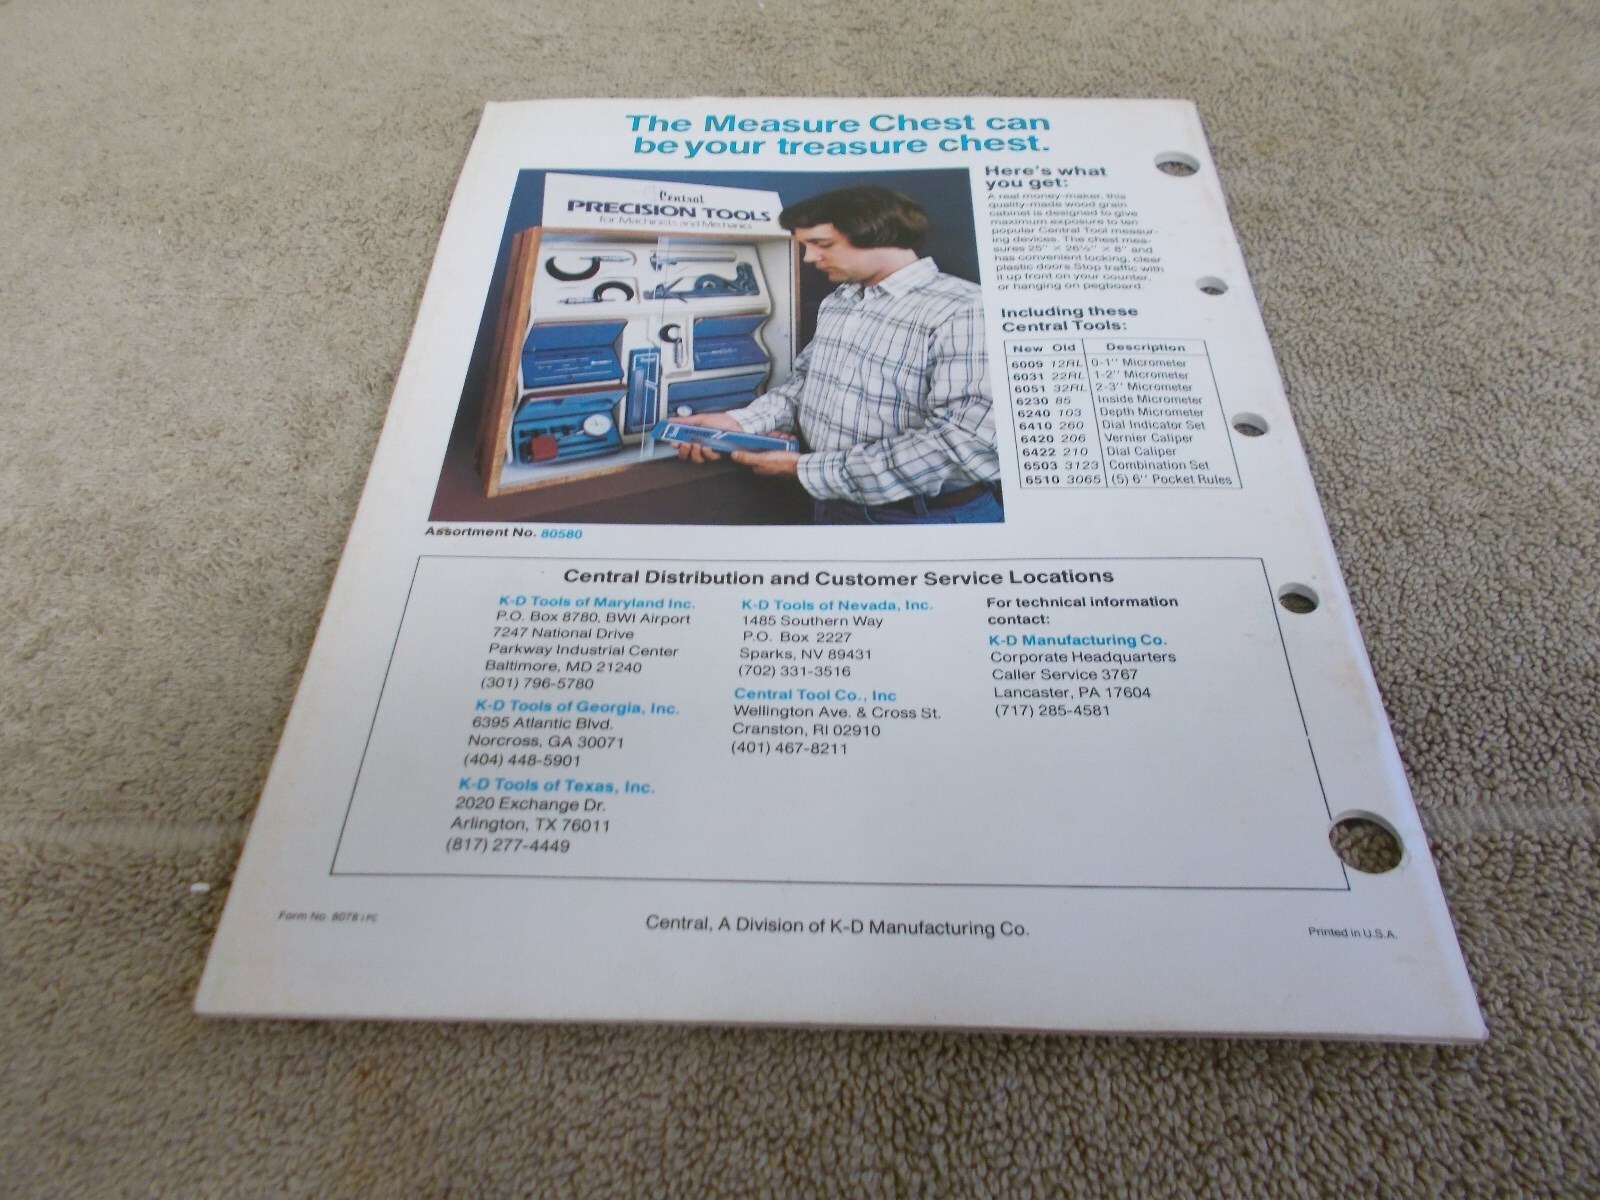 The Measure Chest can
be your treasure chest.
Central
PRECISION TOOLS
for Machinists and Mechanics
Here's what
you get:
A real money-maker, this
quality-made wood grain
cabinet is designed to give
maximum exposure to ten
popular Central Tool measur-
ing devices. The chest mea-
sures 25" × 26½" × 8" and
has convenient locking, clear
plastic doors. Stop traffic with
it up front on your counter,
or hanging on pegboard.
Including these
Central Tools:
New Old Description
6009 12RL 0-1" Micrometer
6031 22RL 1-2" Micrometer
6051 32RL 2-3" Micrometer
6230 85 Inside Micrometer
6240 103 Depth Micrometer
6410 260 Dial Indicator Set
6420 206 Vernier Caliper
6422 210 Dial Caliper
6503 3123 Combination Set
6510 3065 (5) 6" Pocket Rules
Assortment No. 80580
Central Distribution and Customer Service Locations
K-D Tools of Maryland Inc.
P.O. Box 8780, BWI Airport
7247 National Drive
Parkway Industrial Center
Baltimore, MD 21240
(301) 796-5780
K-D Tools of Georgia, Inc.
6395 Atlantic Blvd.
Norcross, GA 30071
(404) 448-5901
K-D Tools of Texas, Inc.
2020 Exchange Dr.
Arlington, TX 76011
(817) 277-4449
K-D Tools of Nevada, Inc.
1485 Southern Way
P.O. Box 2227
Sparks, NV 89431
(702) 331-3516
Central Tool Co., Inc
Wellington Ave. & Cross St.
Cranston, RI 02910
(401) 467-8211
For technical information
contact:
K-D Manufacturing Co.
Corporate Headquarters
Caller Service 3767
Lancaster, PA 17604
(717) 285-4581
Form No. 8078
Central, A Division of K-D Manufacturing Co.
Printed in U.S.A.